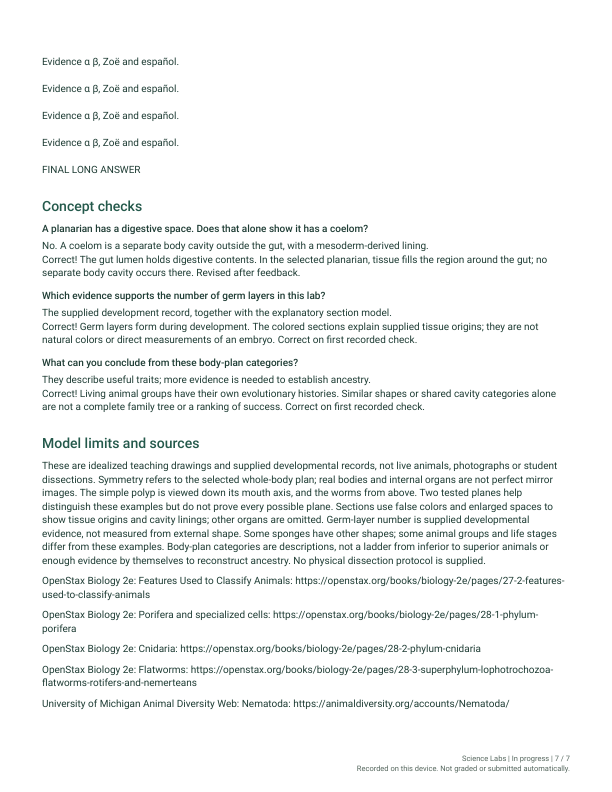 Evidence α β, Zoë and español.
Evidence α β, Zoë and español.
Evidence α β, Zoë and español.
Evidence α β, Zoë and español.
FINAL LONG ANSWER
Concept checks
A planarian has a digestive space. Does that alone show it has a coelom?
No. A coelom is a separate body cavity outside the gut, with a mesoderm-derived lining.
Correct! The gut lumen holds digestive contents. In the selected planarian, tissue fills the region around the gut; no
separate body cavity occurs there. Revised after feedback.
Which evidence supports the number of germ layers in this lab?
The supplied development record, together with the explanatory section model.
Correct! Germ layers form during development. The colored sections explain supplied tissue origins; they are not
natural colors or direct measurements of an embryo. Correct on first recorded check.
What can you conclude from these body-plan categories?
They describe useful traits; more evidence is needed to establish ancestry.
Correct! Living animal groups have their own evolutionary histories. Similar shapes or shared cavity categories alone
are not a complete family tree or a ranking of success. Correct on first recorded check.
Model limits and sources
These are idealized teaching drawings and supplied developmental records, not live animals, photographs or student
dissections. Symmetry refers to the selected whole-body plan; real bodies and internal organs are not perfect mirror
images. The simple polyp is viewed down its mouth axis, and the worms from above. Two tested planes help
distinguish these examples but do not prove every possible plane. Sections use false colors and enlarged spaces to
show tissue origins and cavity linings; other organs are omitted. Germ-layer number is supplied developmental
evidence, not measured from external shape. Some sponges have other shapes; some animal groups and life stages
differ from these examples. Body-plan categories are descriptions, not a ladder from inferior to superior animals or
enough evidence by themselves to reconstruct ancestry. No physical dissection protocol is supplied.
OpenStax Biology 2e: Features Used to Classify Animals: https://openstax.org/books/biology-2e/pages/27-2-features-
used-to-classify-animals
OpenStax Biology 2e: Porifera and specialized cells: https://openstax.org/books/biology-2e/pages/28-1-phylum-
porifera
OpenStax Biology 2e: Cnidaria: https://openstax.org/books/biology-2e/pages/28-2-phylum-cnidaria
OpenStax Biology 2e: Flatworms: https://openstax.org/books/biology-2e/pages/28-3-superphylum-lophotrochozoa-
flatworms-rotifers-and-nemerteans
University of Michigan Animal Diversity Web: Nematoda: https://animaldiversity.org/accounts/Nematoda/
Science Labs | In progress | 7 / 7
Recorded on this device. Not graded or submitted automatically.